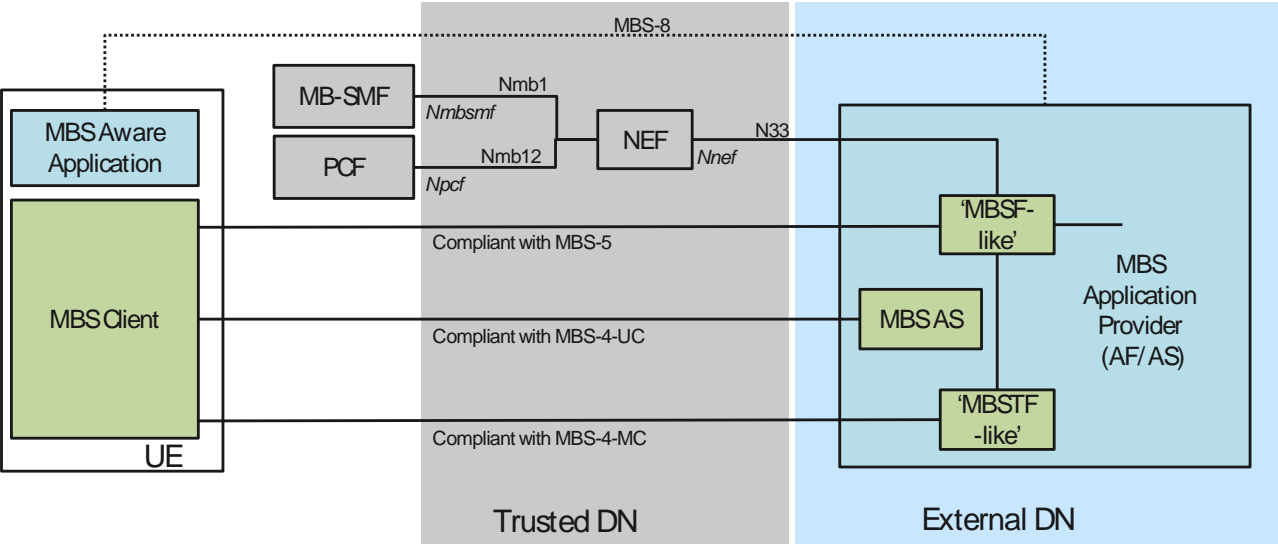 MBS-8
MBS Aware
Application
MB-SMF
Nmb1
Nmbsmf
PCF
Nmb12
Npcf
NEF
N33
Nnef
MBS Client
UE
Compliant with MBS-5
Compliant with MBS-4-UC
Compliant with MBS-4-MC
‘MBSF-
like’
MBS AS
‘MBSTF
-like’
MBS
Application
Provider
(AF/AS)
Trusted DN
External DN